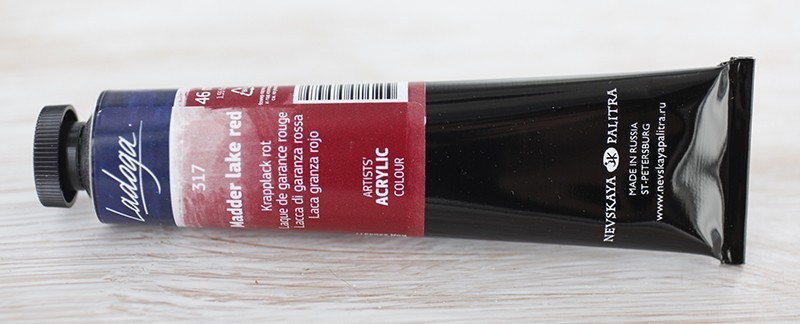 Ladoga
46
317
Madder lake red
Krapplack rot
Laque de garance rouge
Lacca di garanza rossa
Laca granza rojo
ARTISTS'
ACRYLIC
COLOUR
NEVSKAYA PALITRA
MADE IN RUSSIA
ST-PETERSBURG
www.nevskayapalitra.ru